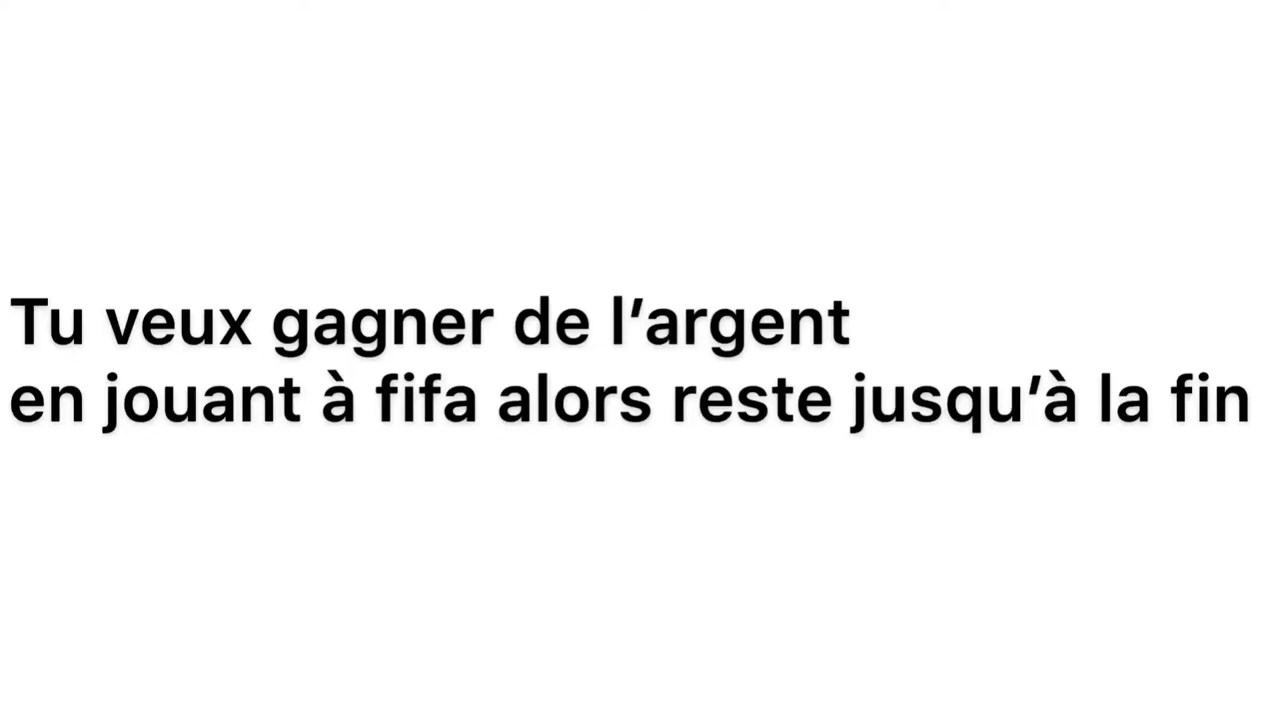 Tu veux gagner de l’argent
en jouant à fifa alors reste jusqu’à la fin